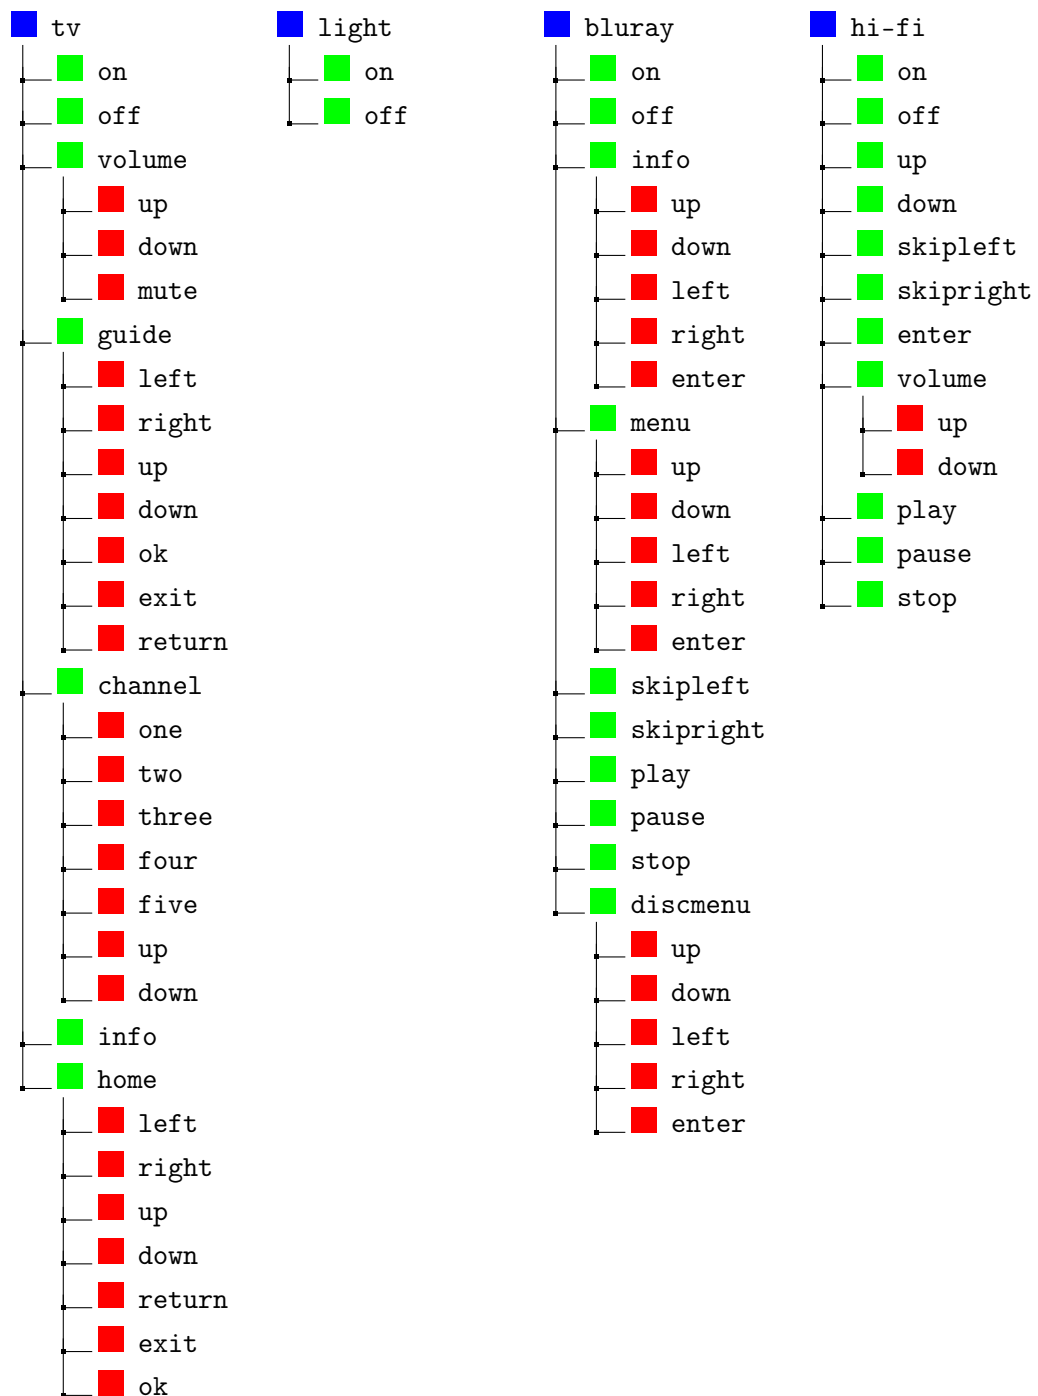 tv
on
off
volume
up
down
mute
guide
left
right
up
down
ok
exit
return
channel
one
two
three
four
five
up
down
info
home
left
right
up
down
return
exit
ok
light
on
off
bluray
on
off
info
up
down
left
right
enter
menu
up
down
left
right
enter
skipleft
skipright
play
pause
stop
discmenu
up
down
left
right
enter
hi-fi
on
off
up
down
skipleft
skipright
enter
volume
up
down
play
pause
stop